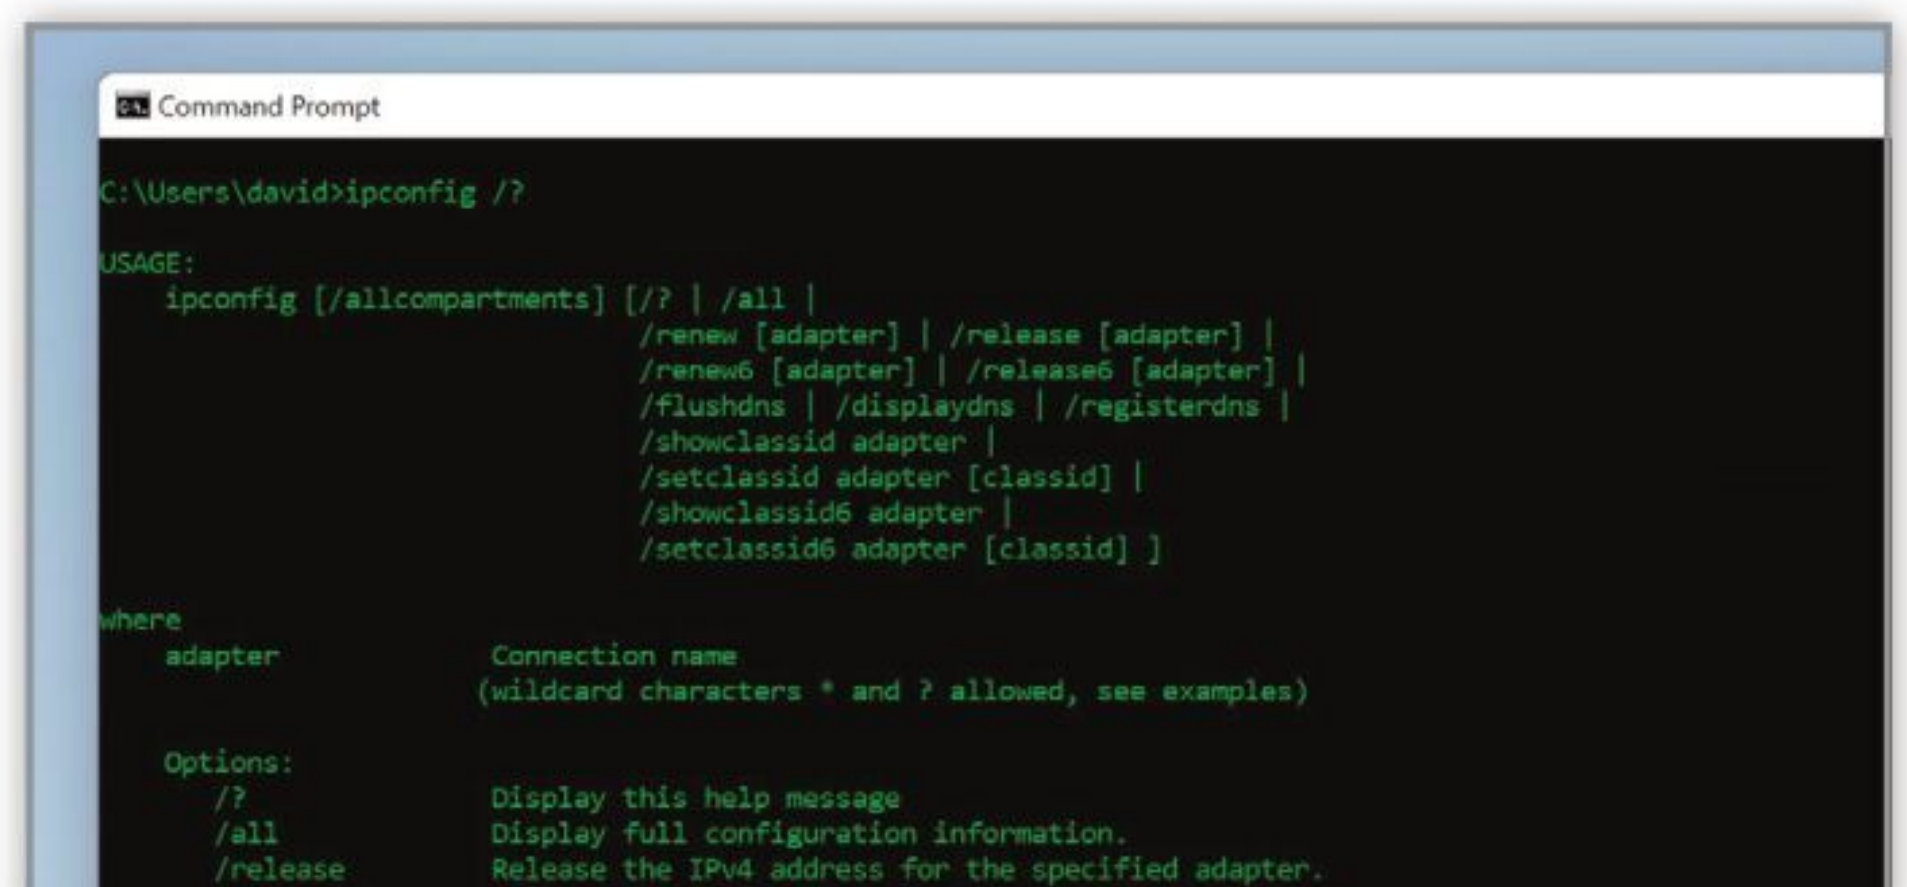 C:\. Command Prompt
C:\Users\david>ipconfig /?
USAGE:
ipconfig [/allcompartments] [/? | /all |
/renew [adapter] | /release [adapter] |
/renew6 [adapter] | /release6 [adapter] |
/flushdns | /displaydns | /registerdns |
/showclassid adapter |
/setclassid adapter [classid] |
/showclassid6 adapter |
/setclassid6 adapter [classid] ]
where
adapter Connection name
(wildcard characters * and ? allowed, see examples)
Options:
/? Display this help message
/all Display full configuration information.
/release Release the IPv4 address for the specified adapter.